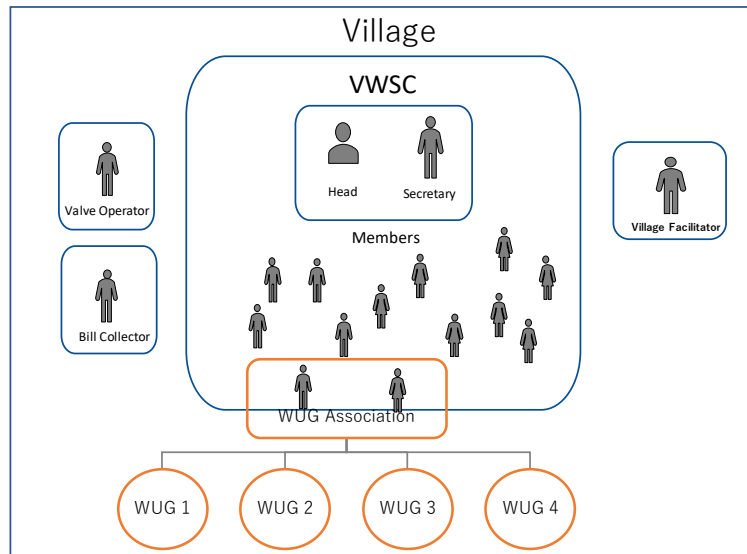 Village
VWSC
Head
Secretary
Valve Operator
Village Facilitator
Members
Bill Collector
WUG Association
WUG 1
WUG 2
WUG 3
WUG 4